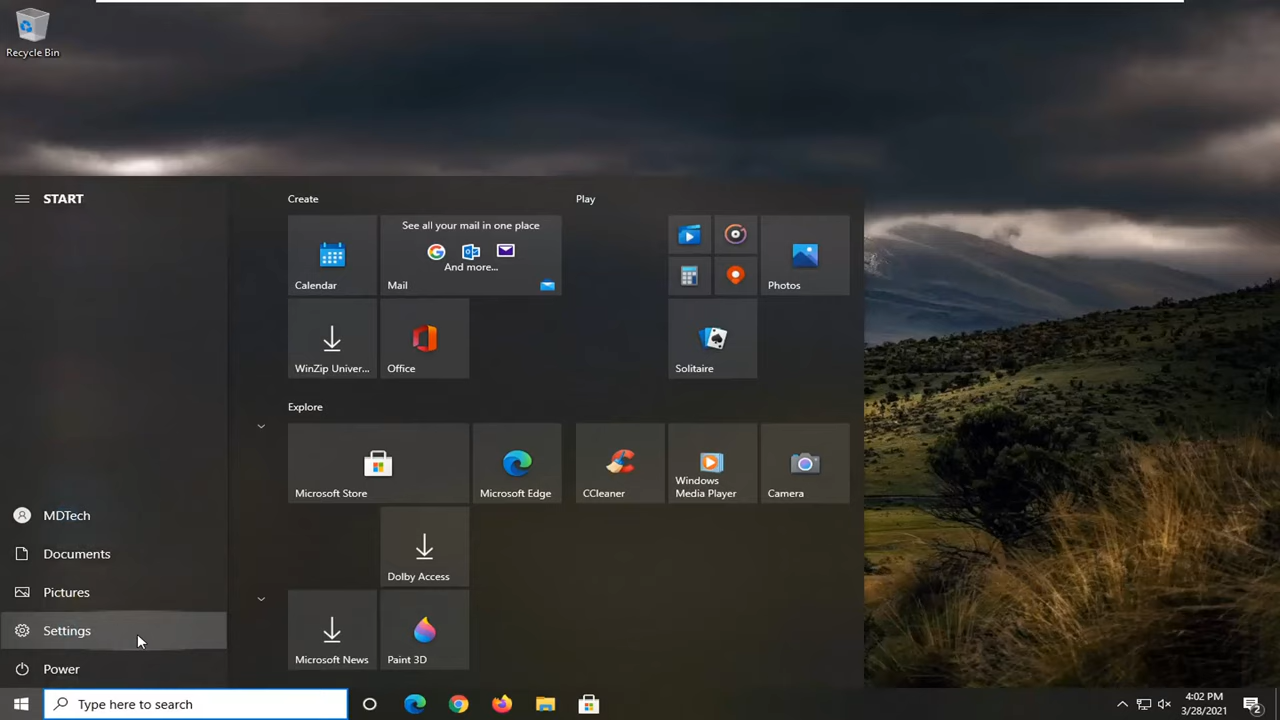 Recycle Bin
START
Create
Play
Calendar
See all your mail in one place
And more...
Mail
Photos
WinZip Univer...
Office
Solitaire
Explore
Microsoft Store
Microsoft Edge
CCleaner
Windows
Media Player
Camera
Dolby Access
Microsoft News
Paint 3D
MDTech
Documents
Pictures
Settings
Power
Type here to search
4:02 PM
3/28/2021
2